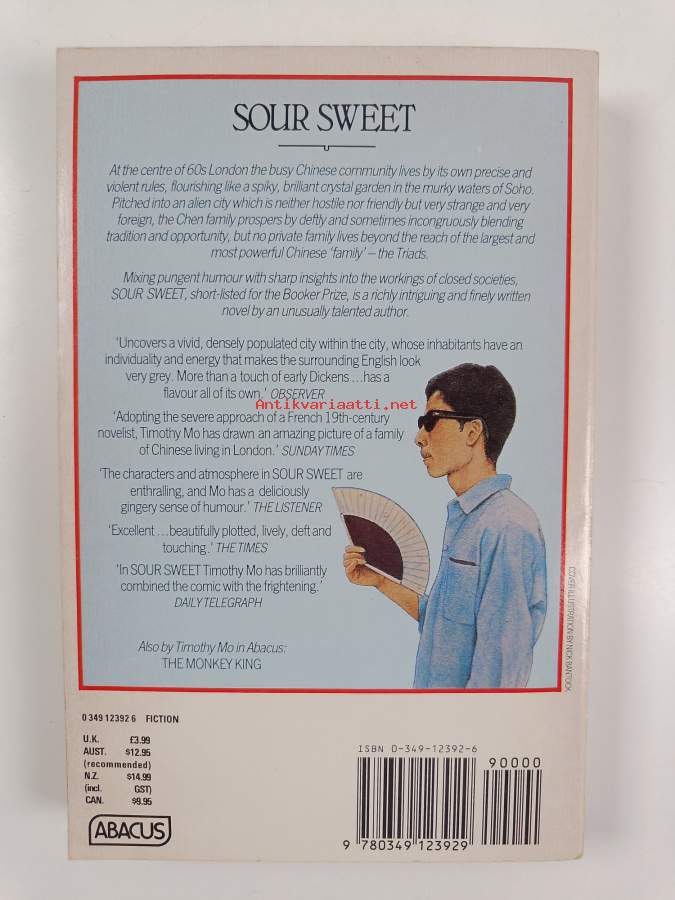 SOUR SWEET
At the centre of 60s London the busy Chinese community lives by its own precise and
violent rules, flourishing like a spiky, brilliant crystal garden in the murky waters of Soho.
Pitched into an alien city which is neither hostile nor friendly but very strange and very
foreign, the Chen family prospers by deftly and sometimes incongruously blending
tradition and opportunity, but no private family lives beyond the reach of the largest and
most powerful Chinese 'family' – the Triads.
Mixing pungent humour with sharp insights into the workings of closed societies,
SOUR SWEET, short-listed for the Booker Prize, is a richly intriguing and finely written
novel by an unusually talented author.
'Uncovers a vivid, densely populated city within the city, whose inhabitants have an
individuality and energy that makes the surrounding English look
very grey. More than a touch of early Dickens ...has a
flavour all of its own.' OBSERVER
Antikvariaatti.net
'Adopting the severe approach of a French 19th-century
novelist, Timothy Mo has drawn an amazing picture of a family
of Chinese living in London.' SUNDAY TIMES
'The characters and atmosphere in SOUR SWEET are
enthralling, and Mo has a deliciously
gingery sense of humour.' THE LISTENER
'Excellent ...beautifully plotted, lively, deft and
touching.' THE TIMES
'In SOUR SWEET Timothy Mo has brilliantly
combined the comic with the frightening.'
DAILY TELEGRAPH
COVER ILLUSTRATION BY NICK BANTOCK
Also by Timothy Mo in Abacus:
THE MONKEY KING
0 349 12392 6 FICTION
U.K. £3.99
AUST. $12.95
(recommended)
N.Z. $14.99
(incl. GST)
CAN. $9.95
ABACUS
ISBN 0-349-12392-6
90000
9 780349 123929